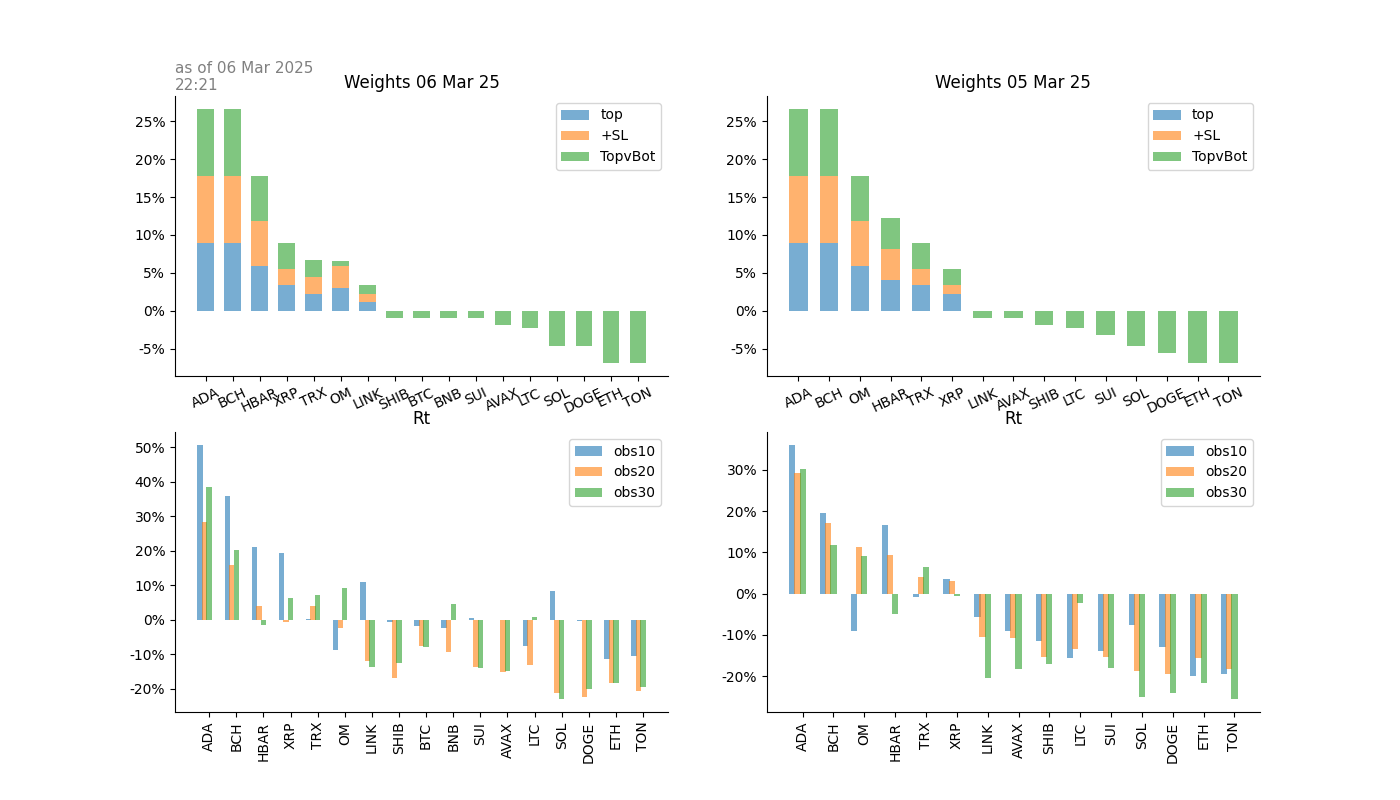 as of 06 Mar 2025
22:21
Weights 06 Mar 25
25%
20%
15%
10%
5%
0%
-5%
top
+SL
TopvBot
ADA BCH HBAR XRP TRX OM LINK SHIB BTC BNB SUI AVAX LTC SOL DOGE ETH TON
Weights 05 Mar 25
25%
20%
15%
10%
5%
0%
-5%
top
+SL
TopvBot
ADA BCH OM HBAR TRX XRP LINK AVAX SHIB LTC SUI SOL DOGE ETH TON
Rt
50%
40%
30%
20%
10%
0%
-10%
-20%
obs10
obs20
obs30
ADA BCH HBAR XRP TRX OM LINK SHIB BTC BNB SUI AVAX LTC SOL DOGE ETH TON
Rt
30%
20%
10%
0%
-10%
-20%
obs10
obs20
obs30
ADA BCH OM HBAR TRX XRP LINK AVAX SHIB LTC SUI SOL DOGE ETH TON